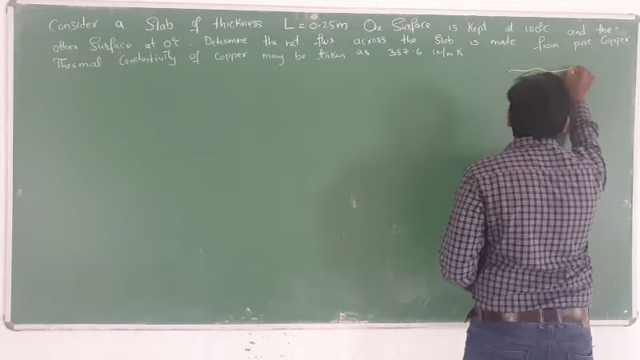 Consider a Slab of thickness L = 0.25m One Surface is kept at 100°C and the
other Surface at 0°C. Determine the net flux across the Slab is made from pure Copper
Thermal Conductivity of Copper may be taken as 387.6 W/mK